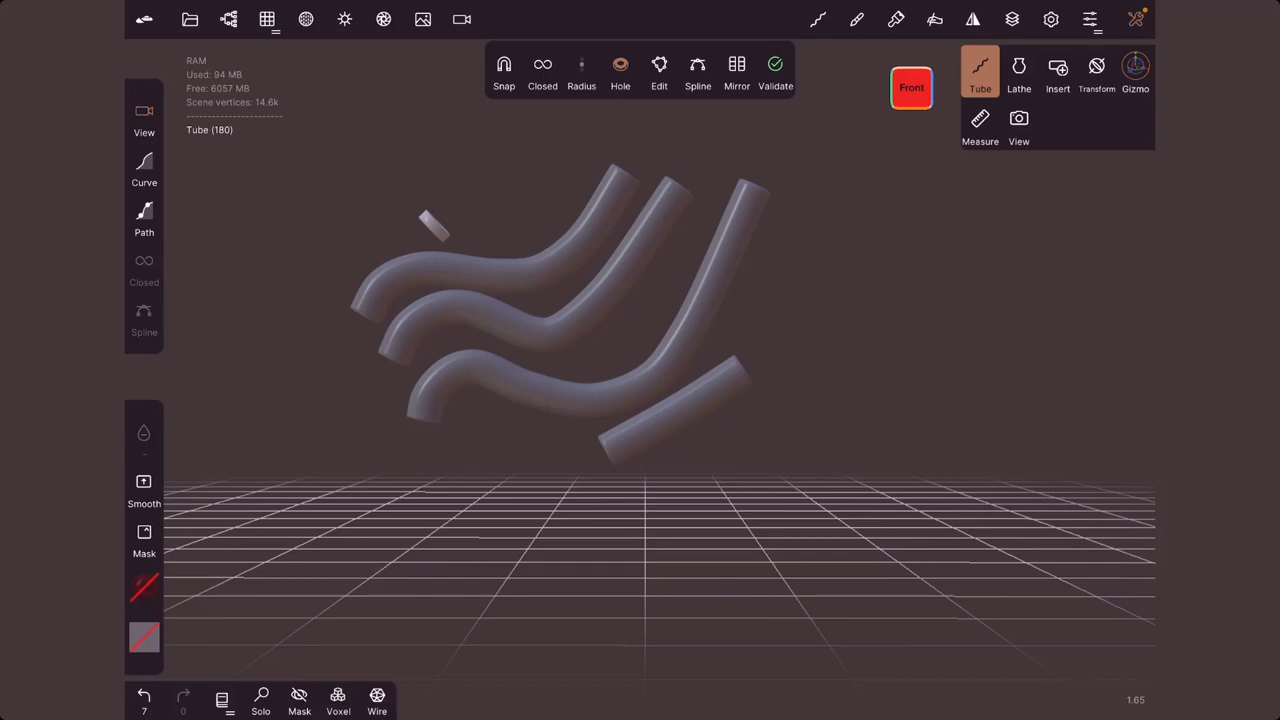 RAM
Used: 94 MB
Free: 6057 MB
Scene vertices: 14.6k
Tube (180)
Snap
Closed
Radius
Hole
Edit
Spline
Mirror
Validate
Front
Tube
Lathe
Insert
Transform
Gizmo
Measure
View
View
Curve
Path
Closed
Spline
Smooth
Mask
7
0
Solo
Mask
Voxel
Wire
1.65